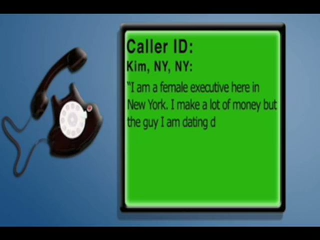 Caller ID:
Kim, NY, NY:
"I am a female executive here in
New York. I make a lot of money but
the guy I am dating d